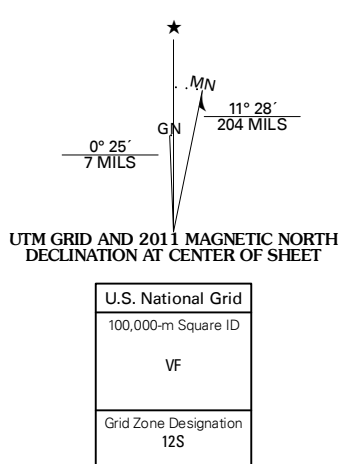 ★
MN
11° 28´
204 MILS
GN
0° 25´
7 MILS
UTM GRID AND 2011 MAGNETIC NORTH
DECLINATION AT CENTER OF SHEET
U.S. National Grid
100,000-m Square ID
VF
Grid Zone Designation
12S